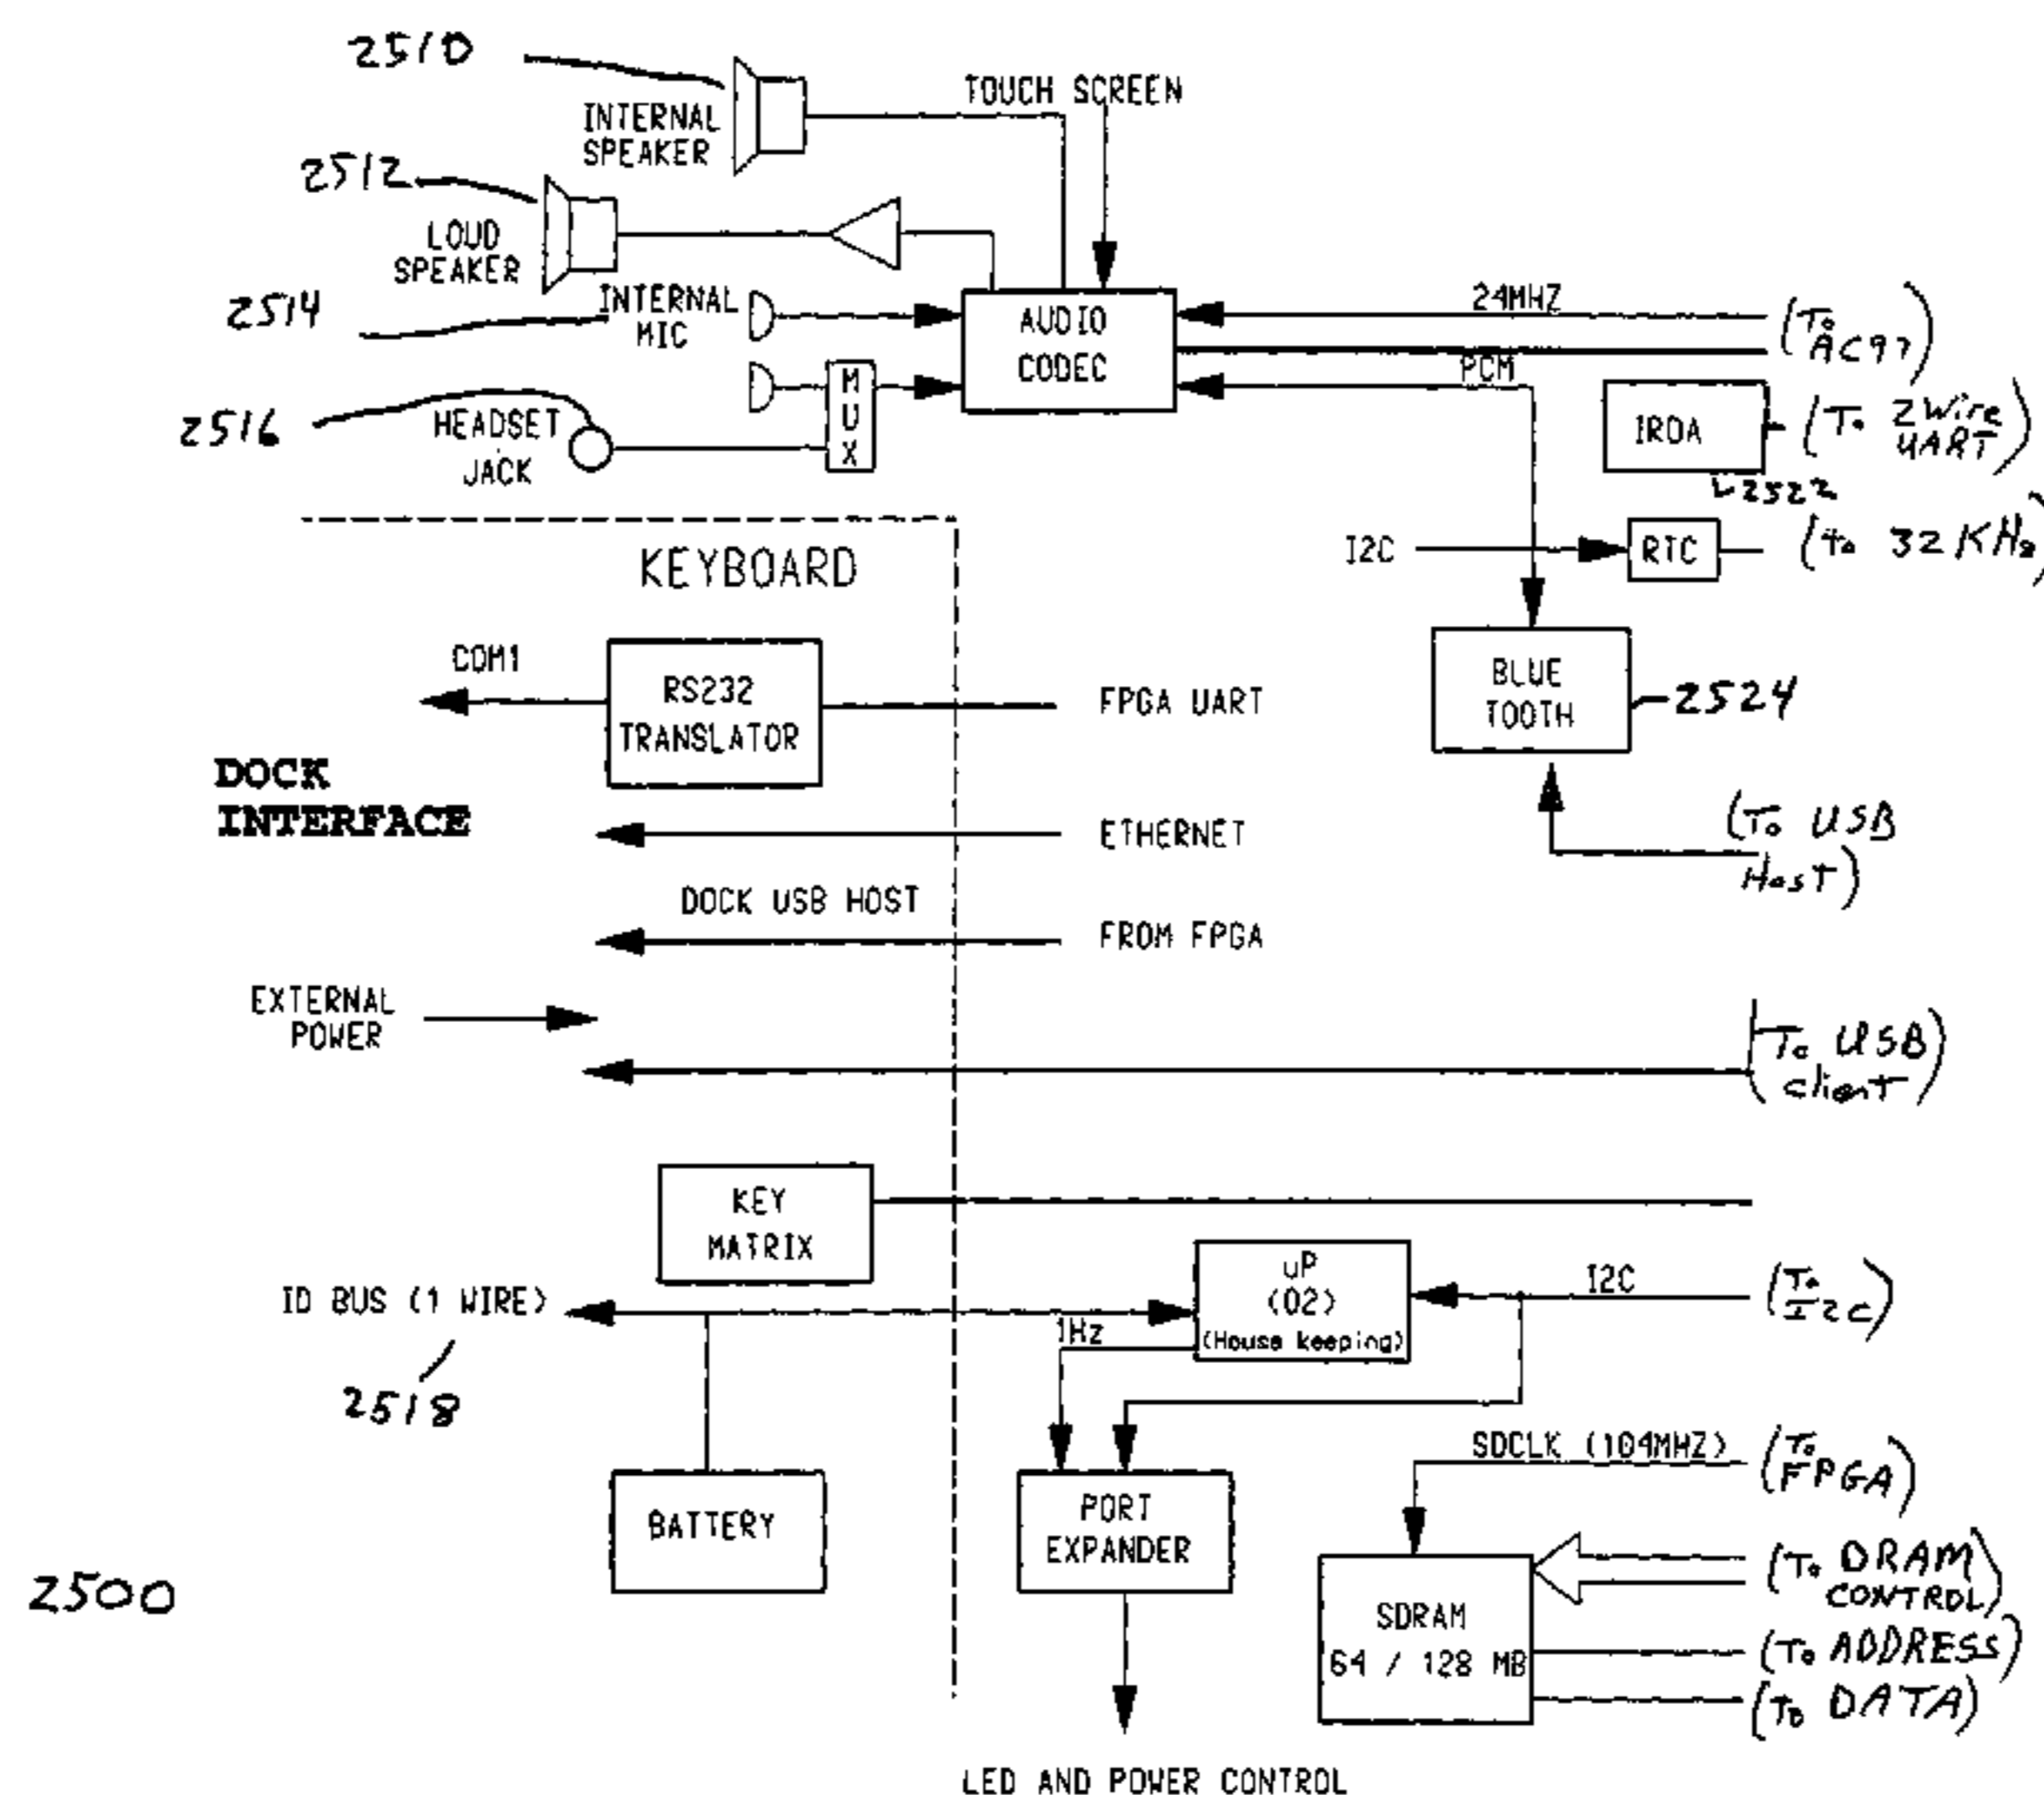 2510
INTERNAL
SPEAKER
TOUCH SCREEN
2512
LOUD
SPEAKER
2514
INTERNAL
MIC
AUDIO
CODEC
24MHZ
(To
AC97)
PCM
MUX
2516
HEADSET
JACK
IRDA
(To 2Wire
UART)
2522
KEYBOARD
I2C
RTC
(to 32 KHz)
COM1
RS232
TRANSLATOR
FPGA UART
BLUE
TOOTH
2524
DOCK
INTERFACE
ETHERNET
(To USB
Host)
DOCK USB HOST
FROM FPGA
EXTERNAL
POWER
(To USB
client)
KEY
MATRIX
ID BUS (1 WIRE)
1Hz
uP
(02)
(House keeping)
I2C
(To
I2C)
2518
SDCLK (104MHZ)
(To
FPGA)
BATTERY
PORT
EXPANDER
2500
SDRAM
64 / 128 MB
(To DRAM
CONTROL)
(To ADDRESS)
(To DATA)
LED AND POWER CONTROL